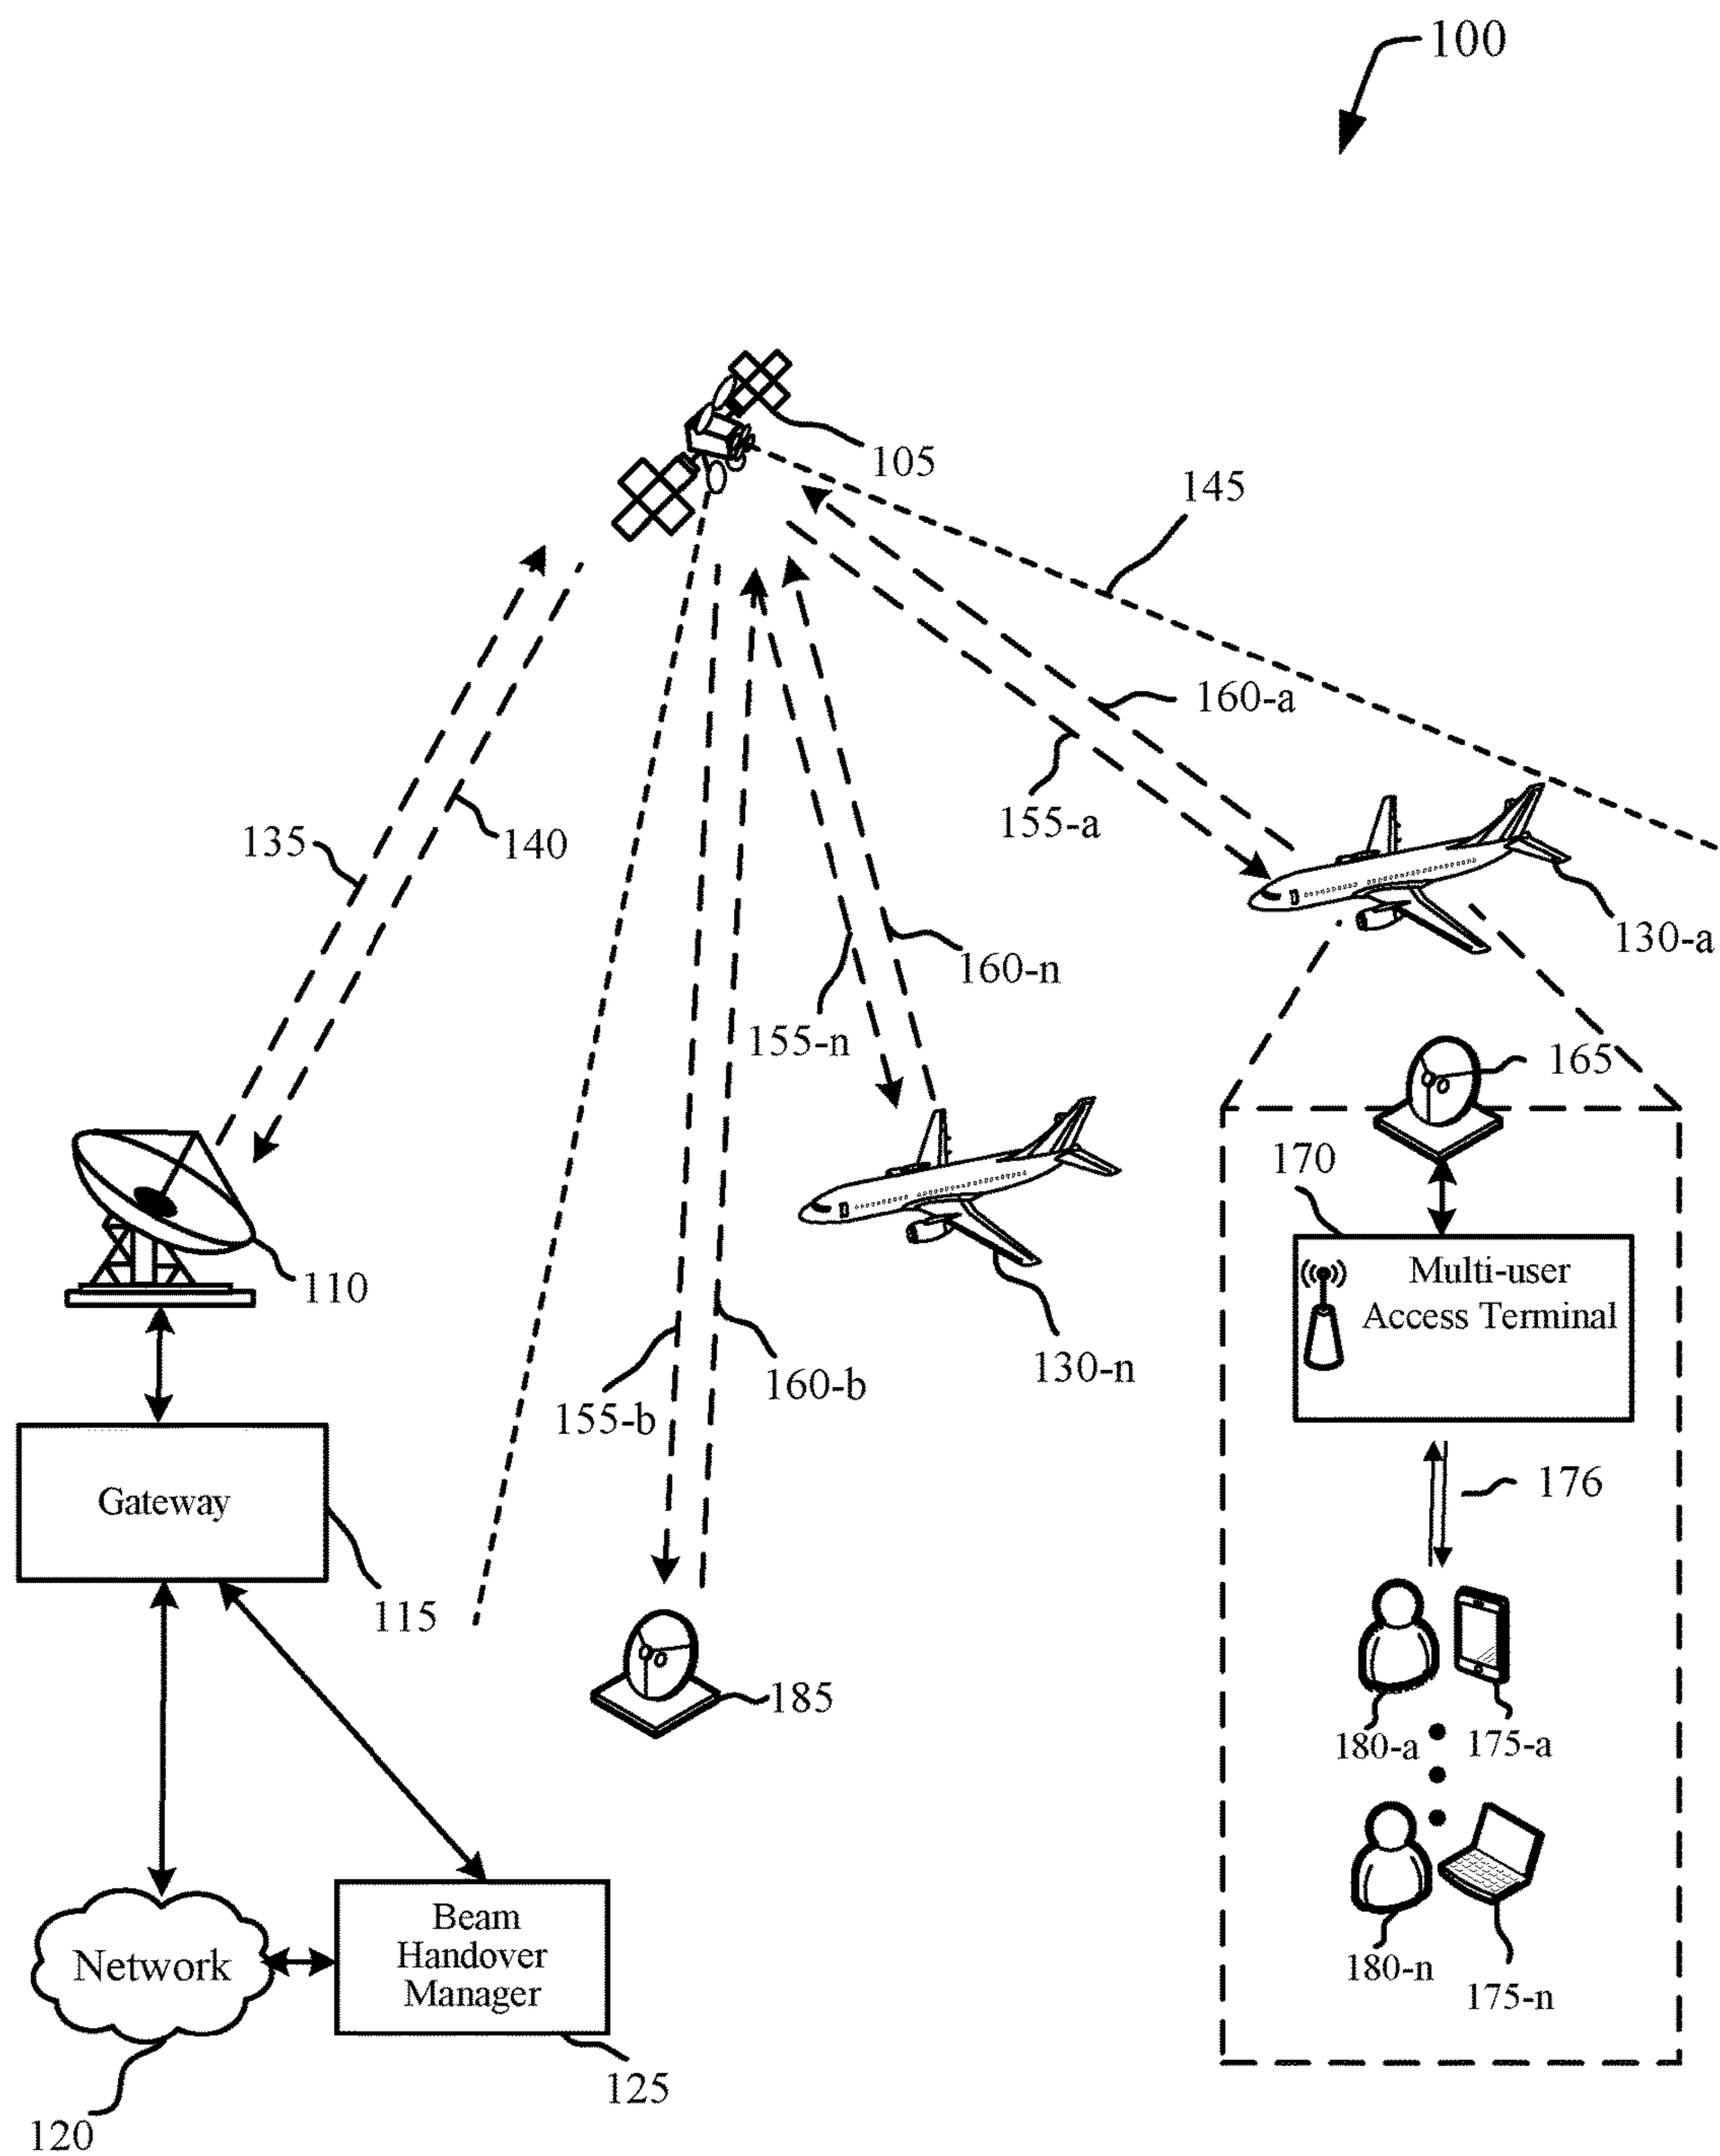 100
105
145
160-a
155-a
135
140
130-a
160-n
155-n
165
170
110
Multi-user
Access Terminal
130-n
160-b
155-b
Gateway
176
115
185
180-a
175-a
Beam
Handover
Manager
Network
180-n
175-n
125
120